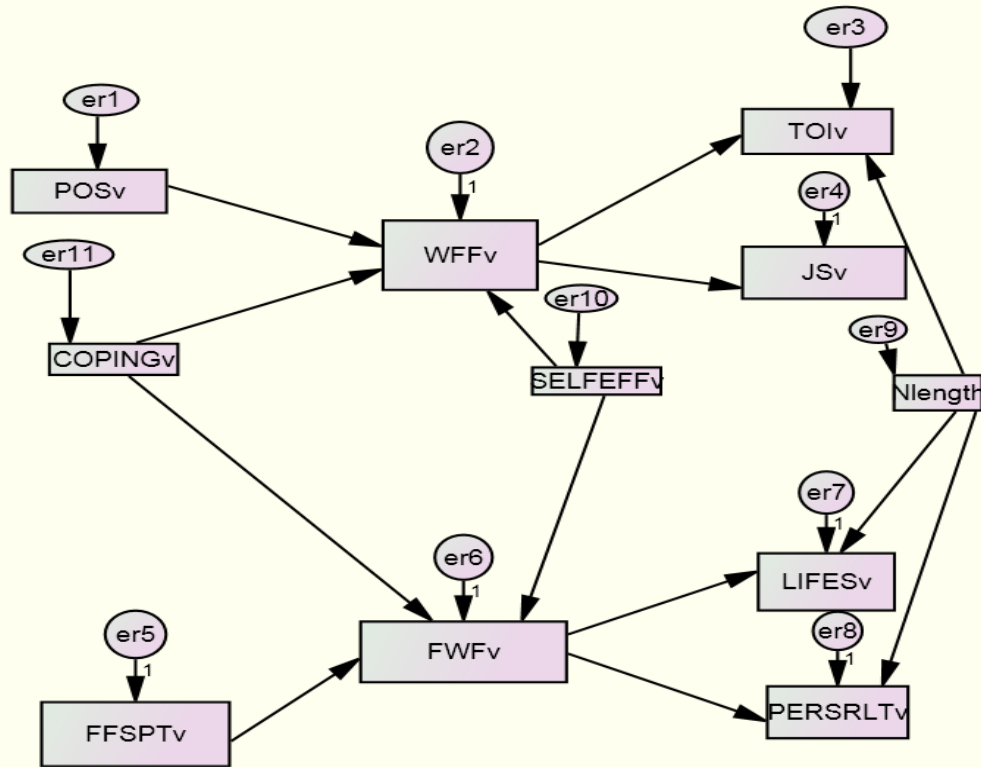 er3
er1
TOIv
er2
1
POSv
er4
1
er11
WFFv
JSv
er10
er9
COPINGv
SELFEFFv
Nlength
er7
1
er6
1
LIFESv
er5
1
FWFv
er8
1
PERSRLTv
FFSPTv